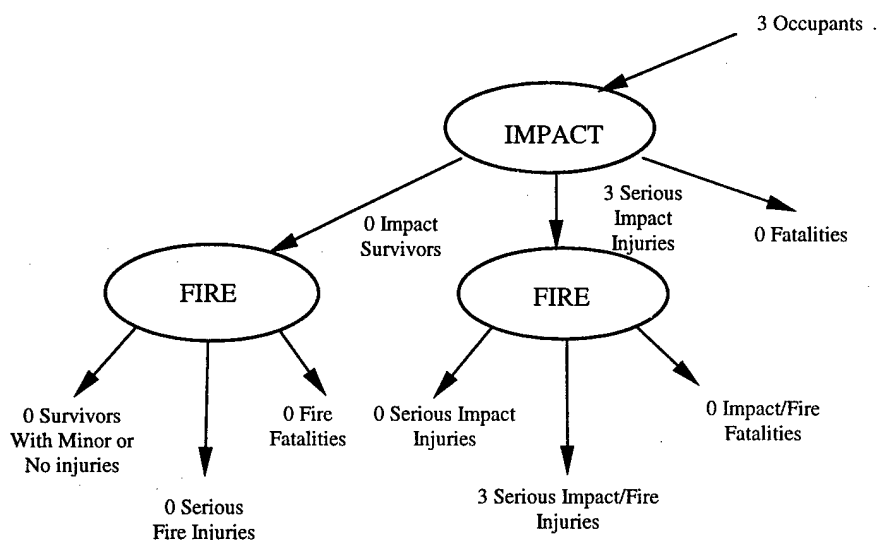 3 Occupants
IMPACT
0 Impact
Survivors
3 Serious
Impact
Injuries
0 Fatalities
FIRE
FIRE
0 Survivors
With Minor or
No injuries
0 Serious
Fire Injuries
0 Fire
Fatalities
0 Serious Impact
Injuries
3 Serious Impact/Fire
Injuries
0 Impact/Fire
Fatalities